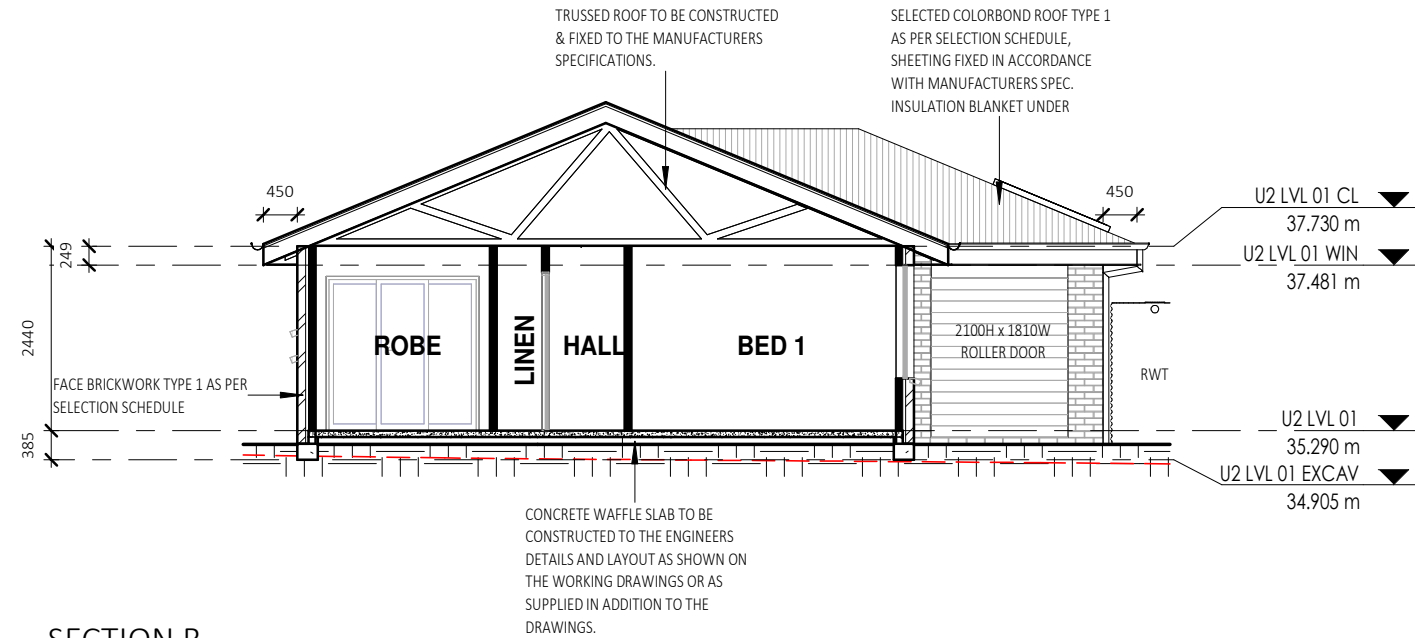 TRUSSED ROOF TO BE CONSTRUCTED
& FIXED TO THE MANUFACTURERS
SPECIFICATIONS.
SELECTED COLORBOND ROOF TYPE 1
AS PER SELECTION SCHEDULE,
SHEETING FIXED IN ACCORDANCE
WITH MANUFACTURERS SPEC.
INSULATION BLANKET UNDER
450
450
U2 LVL 01 CL
37.730 m
249
U2 LVL 01 WIN
37.481 m
2440
ROBE
LINEN
HALL
BED 1
2100H x 1810W
ROLLER DOOR
RWT
FACE BRICKWORK TYPE 1 AS PER
SELECTION SCHEDULE
U2 LVL 01
35.290 m
385
U2 LVL 01 EXCAV
34.905 m
CONCRETE WAFFLE SLAB TO BE
CONSTRUCTED TO THE ENGINEERS
DETAILS AND LAYOUT AS SHOWN ON
THE WORKING DRAWINGS OR AS
SUPPLIED IN ADDITION TO THE
DRAWINGS.
SECTION B